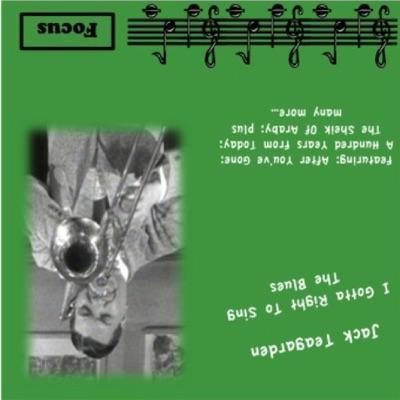 Jack Teagarden
I Gotta Right To Sing
The Blues
Featuring: After You've Gone:
A Hundred Years From Today:
The Sheik Of Araby: plus
many more...
Focus